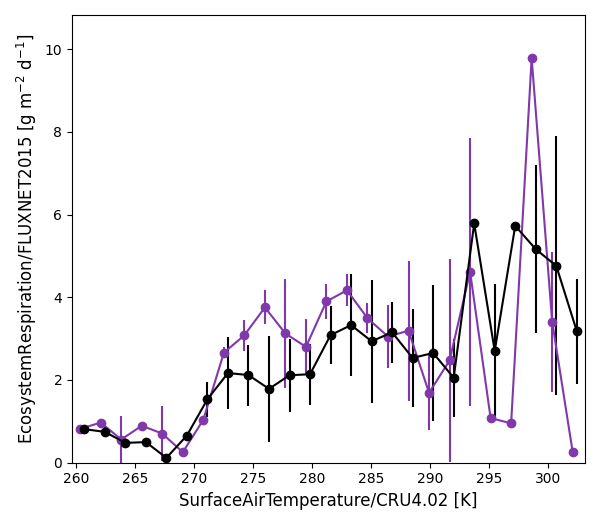 EcosystemRespiration/FLUXNET2015 [g m⁻² d⁻¹]
10
8
6
4
2
0
260 265 270 275 280 285 290 295 300
SurfaceAirTemperature/CRU4.02 [K]